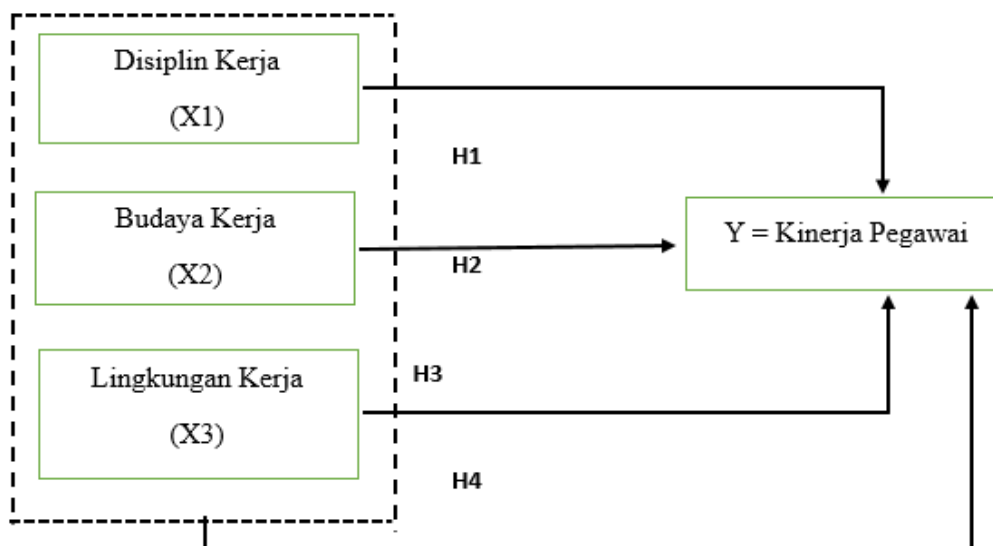 Disiplin Kerja
(X1)
H1
Budaya Kerja
(X2)
H2
Y = Kinerja Pegawai
Lingkungan Kerja
(X3)
H3
H4